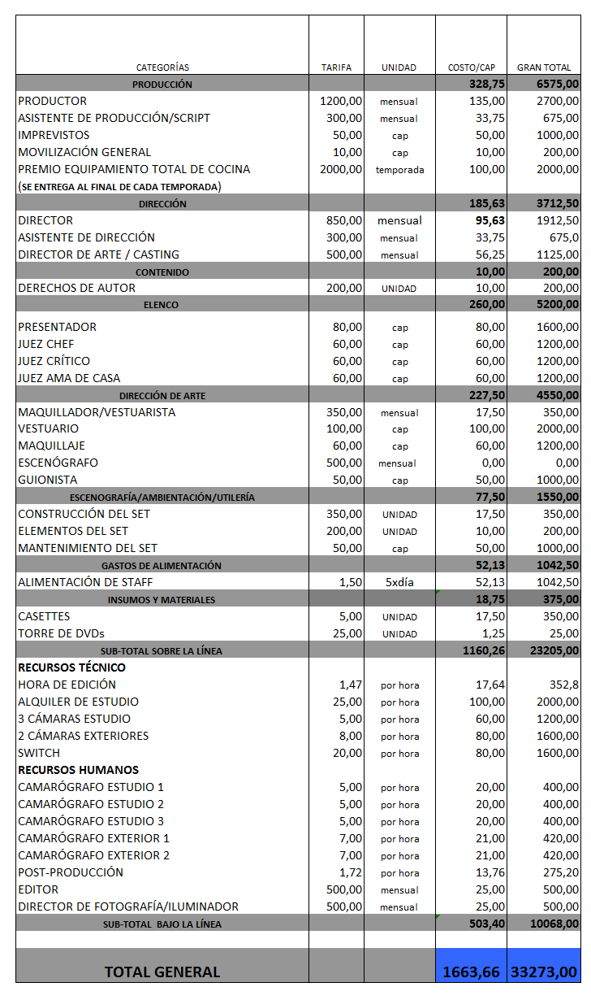 CATEGORÍAS TARIFA UNIDAD COSTO/CAP GRAN TOTAL
PRODUCCIÓN 328,75 6575,00
PRODUCTOR 1200,00 mensual 135,00 2700,00
ASISTENTE DE PRODUCCIÓN/SCRIPT 300,00 mensual 33,75 675,00
IMPREVISTOS 50,00 cap 50,00 1000,00
MOVILIZACIÓN GENERAL 10,00 cap 10,00 200,00
PREMIO EQUIPAMIENTO TOTAL DE COCINA 2000,00 temporada 100,00 2000,00
(SE ENTREGA AL FINAL DE CADA TEMPORADA)
DIRECCIÓN 185,63 3712,50
DIRECTOR 850,00 mensual 95,63 1912,50
ASISTENTE DE DIRECCIÓN 300,00 mensual 33,75 675,0
DIRECTOR DE ARTE / CASTING 500,00 mensual 56,25 1125,00
CONTENIDO 10,00 200,00
DERECHOS DE AUTOR 200,00 UNIDAD 10,00 200,00
ELENCO 260,00 5200,00
PRESENTADOR 80,00 cap 80,00 1600,00
JUEZ CHEF 60,00 cap 60,00 1200,00
JUEZ CRÍTICO 60,00 cap 60,00 1200,00
JUEZ AMA DE CASA 60,00 cap 60,00 1200,00
DIRECCIÓN DE ARTE 227,50 4550,00
MAQUILLADOR/VESTUARISTA 350,00 mensual 17,50 350,00
VESTUARIO 100,00 cap 100,00 2000,00
MAQUILLAJE 60,00 cap 60,00 1200,00
ESCENÓGRAFO 500,00 mensual 0,00 0,00
GUIONISTA 50,00 cap 50,00 1000,00
ESCENOGRAFÍA/AMBIENTACIÓN/UTILERÍA 77,50 1550,00
CONSTRUCCIÓN DEL SET 350,00 UNIDAD 17,50 350,00
ELEMENTOS DEL SET 200,00 UNIDAD 10,00 200,00
MANTENIMIENTO DEL SET 50,00 cap 50,00 1000,00
GASTOS DE ALIMENTACIÓN 52,13 1042,50
ALIMENTACIÓN DE STAFF 1,50 5xdía 52,13 1042,50
INSUMOS Y MATERIALES 18,75 375,00
CASETTES 5,00 UNIDAD 17,50 350,00
TORRE DE DVDs 25,00 UNIDAD 1,25 25,00
SUB-TOTAL SOBRE LA LÍNEA 1160,26 23205,00
RECURSOS TÉCNICO
HORA DE EDICIÓN 1,47 por hora 17,64 352,8
ALQUILER DE ESTUDIO 25,00 por hora 100,00 2000,00
3 CÁMARAS ESTUDIO 5,00 por hora 60,00 1200,00
2 CÁMARAS EXTERIORES 8,00 por hora 80,00 1600,00
SWITCH 20,00 por hora 80,00 1600,00
RECURSOS HUMANOS
CAMARÓGRAFO ESTUDIO 1 5,00 por hora 20,00 400,00
CAMARÓGRAFO ESTUDIO 2 5,00 por hora 20,00 400,00
CAMARÓGRAFO ESTUDIO 3 5,00 por hora 20,00 400,00
CAMARÓGRAFO EXTERIOR 1 7,00 por hora 21,00 420,00
CAMARÓGRAFO EXTERIOR 2 7,00 por hora 21,00 420,00
POST-PRODUCCIÓN 1,72 por hora 13,76 275,20
EDITOR 500,00 mensual 25,00 500,00
DIRECTOR DE FOTOGRAFÍA/ILUMINADOR 500,00 mensual 25,00 500,00
SUB-TOTAL BAJO LA LÍNEA 503,40 10068,00
TOTAL GENERAL 1663,66 33273,00